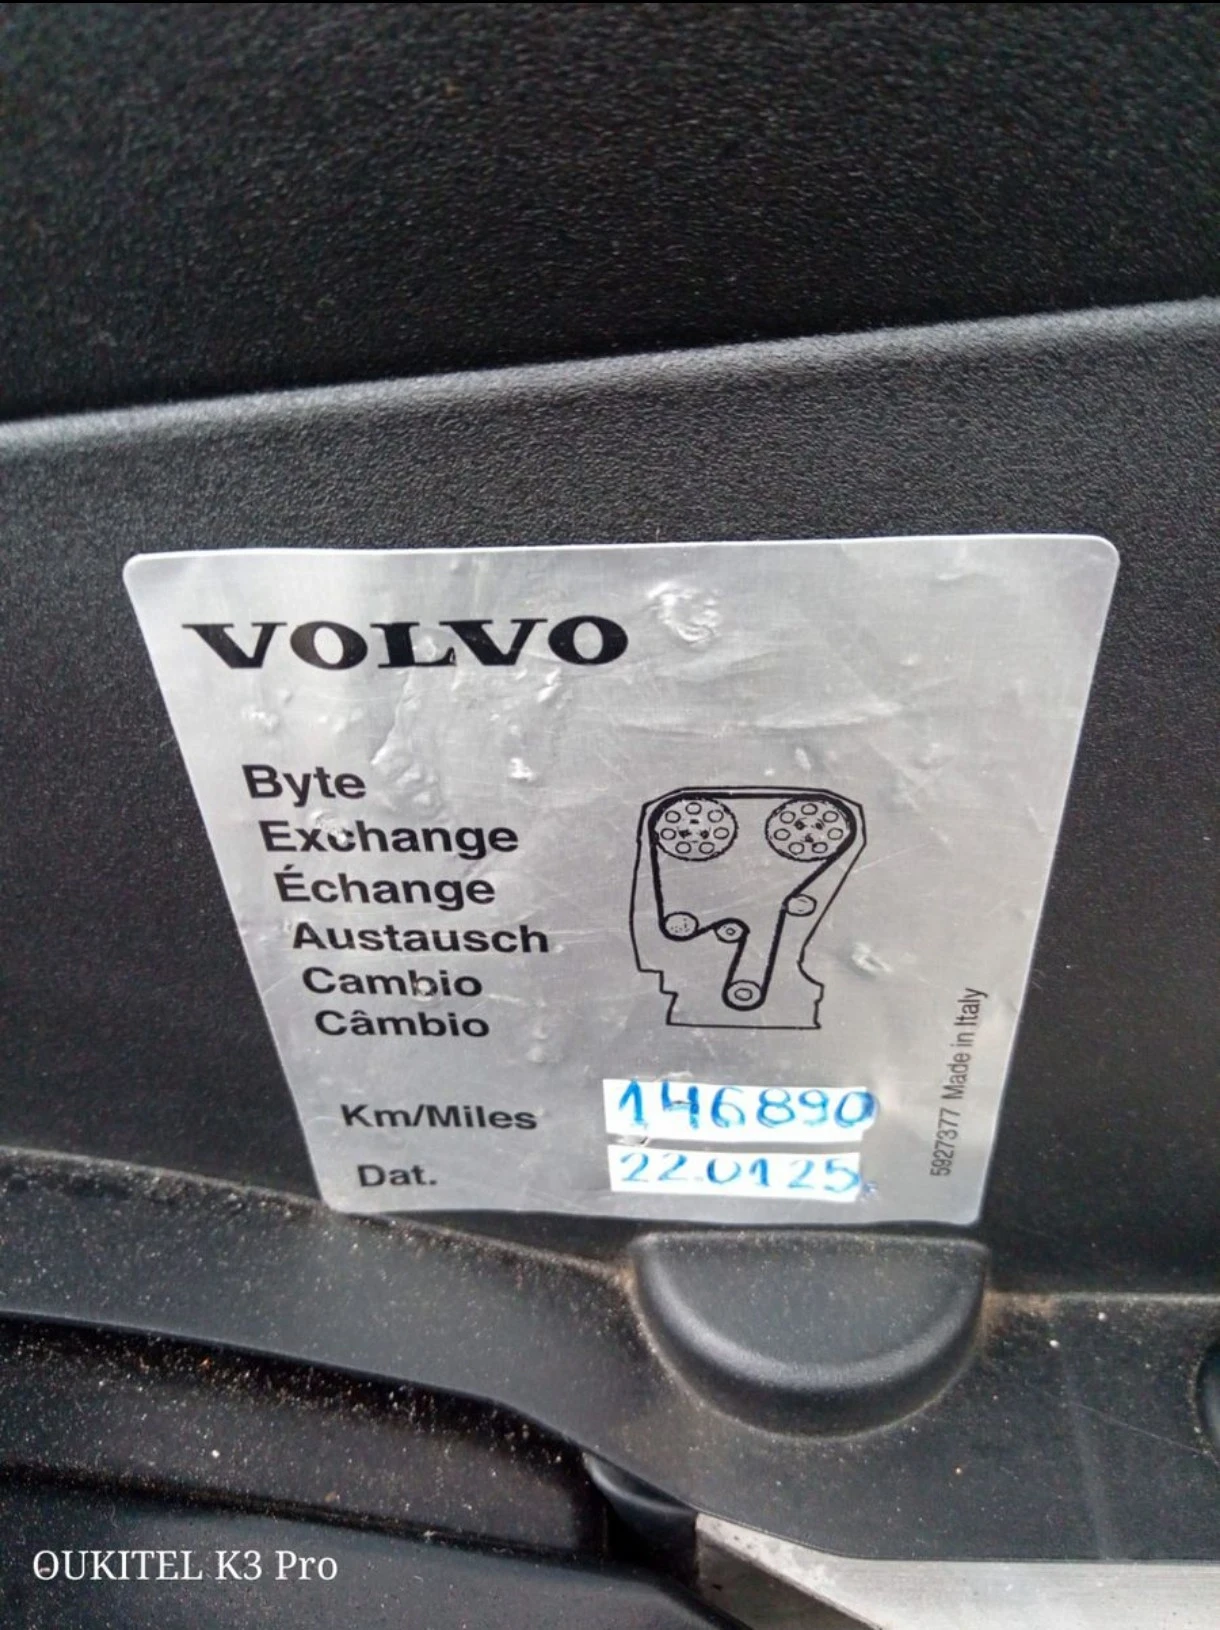 VOLVO
Byte
Exchange
Échange
Austausch
Cambio
Câmbio
Km/Miles 146890
Dat. 22.01 25.
5927377 Made in Italy
OUKITEL K3 Pro